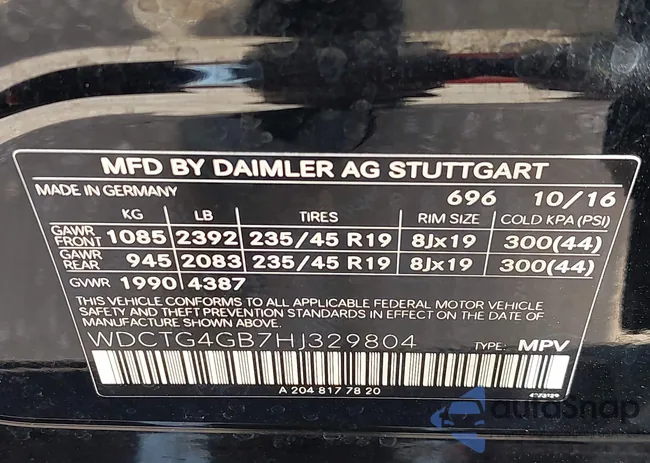 MFD BY DAIMLER AG STUTTGART
MADE IN GERMANY 696 10/16
KG LB TIRES RIM SIZE COLD KPA (PSI)
GAWR FRONT 1085 2392 235/45 R19 8Jx19 300(44)
GAWR REAR 945 2083 235/45 R19 8Jx19 300(44)
GVWR 1990 4387
THIS VEHICLE CONFORMS TO ALL APPLICABLE FEDERAL MOTOR VEHICLE
SAFETY AND THEFT PREVENTION STANDARDS IN EFFECT ON THE DATE OF
MANUFACTURE SHOWN ABOVE.
WDCTG4GB7HJ329804 TYPE: MPV
A 204 817 78 20
autoSnap